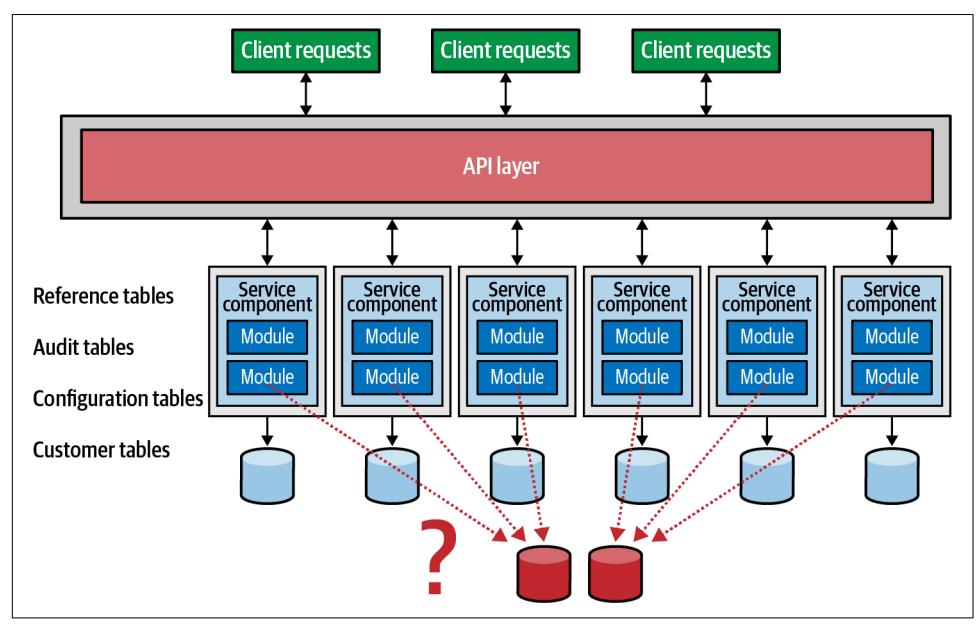 Client requests
Client requests
Client requests
API layer
Reference tables
Audit tables
Configuration tables
Customer tables
Service
component
Module
Module
Service
component
Module
Module
Service
component
Module
Module
Service
component
Module
Module
Service
component
Module
Module
Service
component
Module
Module
?